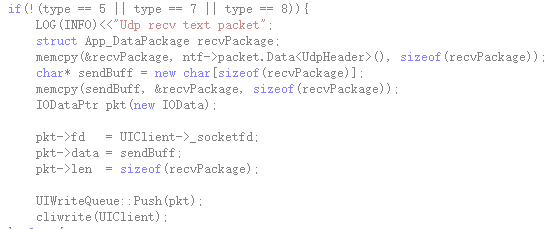 if(!(type == 5 || type == 7 || type == 8)){
LOG(INFO)<<"Udp recv text packet";
struct App_DataPackage recvPackage;
memcpy(&recvPackage, ntf->packet.Data<UdpHeader>(), sizeof(recvPackage));
char* sendBuff = new char[sizeof(recvPackage)];
memcpy(sendBuff, &recvPackage, sizeof(recvPackage));
IODataPtr pkt(new IOData);
pkt->fd = UIClient->_socketfd;
pkt->data = sendBuff;
pkt->len = sizeof(recvPackage);
UIWriteQueue::Push(pkt);
cliwrite(UIClient);